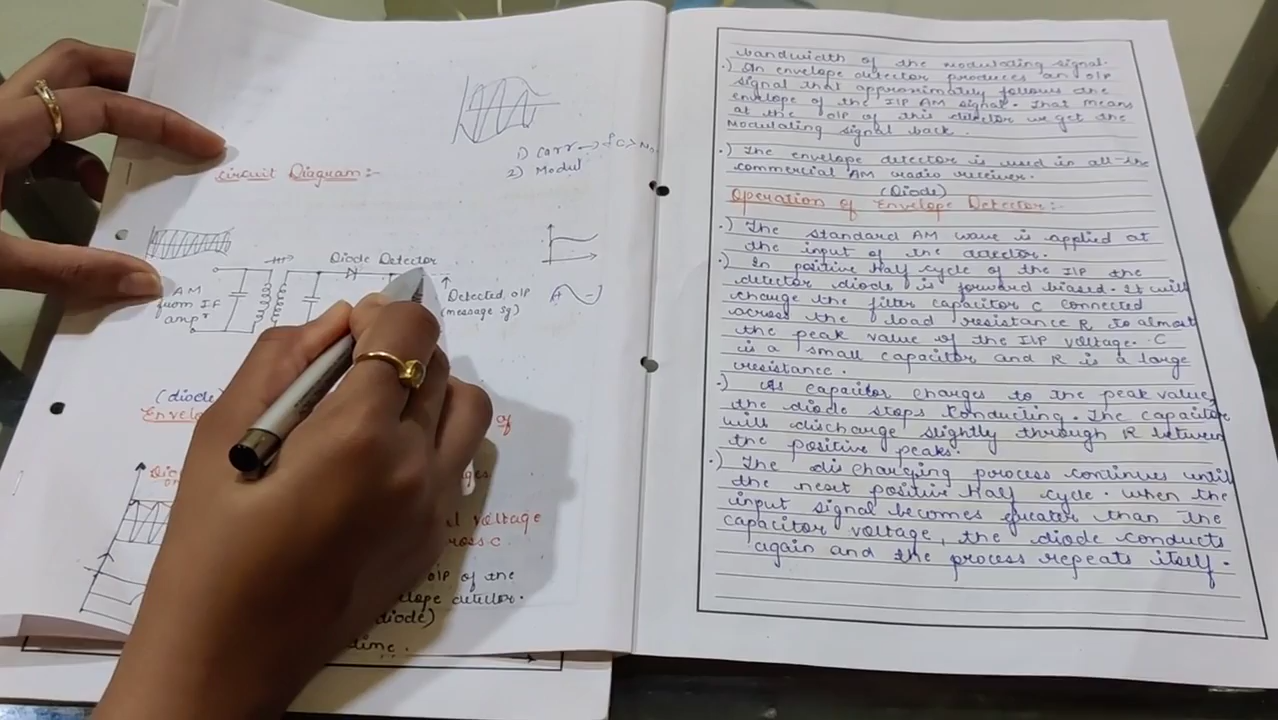 1) Carr → fc >
2) Modul
Circuit Diagram:-
Diode Detector
AM
from I.F
amp^r
Detected O/P
(message sg)
(diode)
Envelo
of
ges
l voltage
ross C
O/P of the
elope detector.
diode)
time.
bandwidth of the modulating signal.
.) An envelope detector produces an O/P
signal that approximately follows the
envelope of the I/P AM signal. That means
at the O/P of this detector we get the
Modulating signal back.
.) The envelope detector is used in all the
commercial AM radio receiver.
(Diode)
Operation of Envelope Detector:-
.) The standard AM wave is applied at
the input of the detector.
.) In positive half cycle of the I/P the
detector diode is forward biased. It will
charge the filter capacitor C connected
across the load resistance R to almost
the peak value of the I/P voltage. C
is a small capacitor and R is a large
resistance.
.) As capacitor charges to the peak value,
the diode stops conducting. The capacitor
will discharge slightly through R between
the positive peaks.
.) The discharging process continues until
the next positive half cycle. When the
input signal becomes greater than the
capacitor voltage, the diode conducts
again and the process repeats itself.